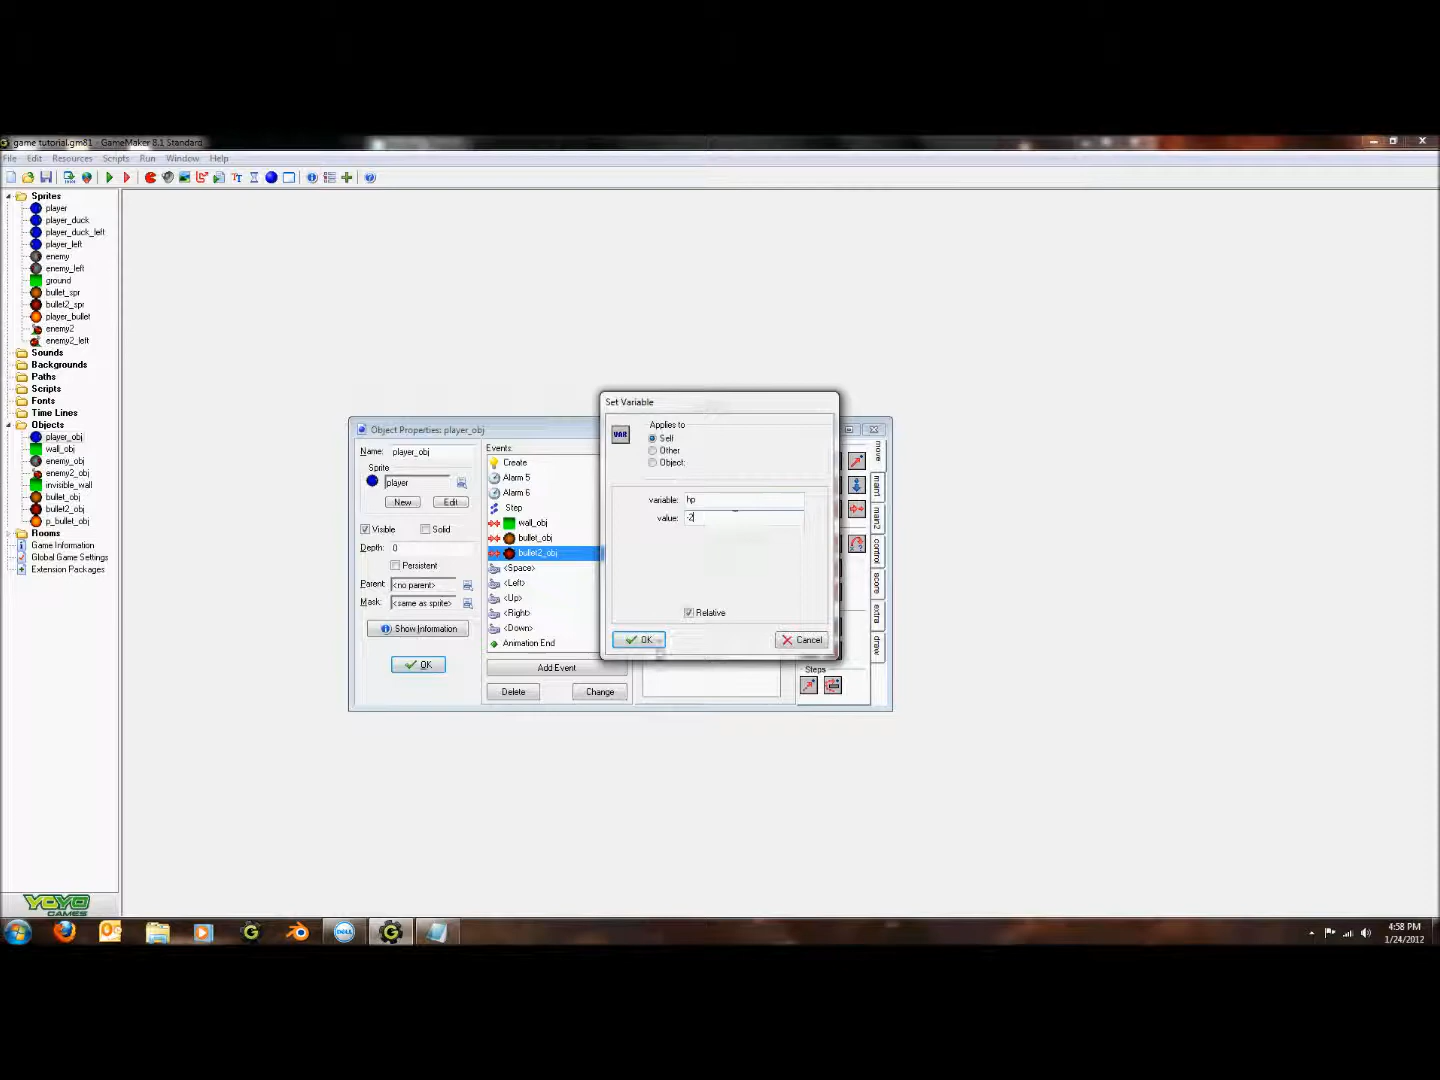 game tutorial.gm81 - GameMaker 8.1 Standard
File Edit Resources Scripts Run Window Help
Sprites
player
player_duck
player_duck_left
player_left
enemy
enemy_left
ground
bullet_spr
bullet2_spr
player_bullet
enemy2
enemy2_left
Sounds
Backgrounds
Paths
Scripts
Fonts
Time Lines
Objects
player_obj
wall_obj
enemy_obj
enemy2_obj
invisible_wall
bullet_obj
bullet2_obj
p_bullet_obj
Rooms
Game Information
Global Game Settings
Extension Packages
YOYO
GAMES
Object Properties: player_obj
Name: player_obj
Sprite
player
New Edit
Visible Solid
Depth: 0
Persistent
Parent: <no parent>
Mask: <same as sprite>
Show Information
OK
Events:
Create
Alarm 5
Alarm 6
Step
wall_obj
bullet_obj
bullet2_obj
<Space>
<Left>
<Up>
<Right>
<Down>
Animation End
Add Event
Delete Change
Set Variable
VAR
Applies to
Self
Other
Object:
variable: hp
value: -2
Relative
OK Cancel
Steps
move
main1
main2
control
score
extra
draw
DELL
4:58 PM
1/24/2012